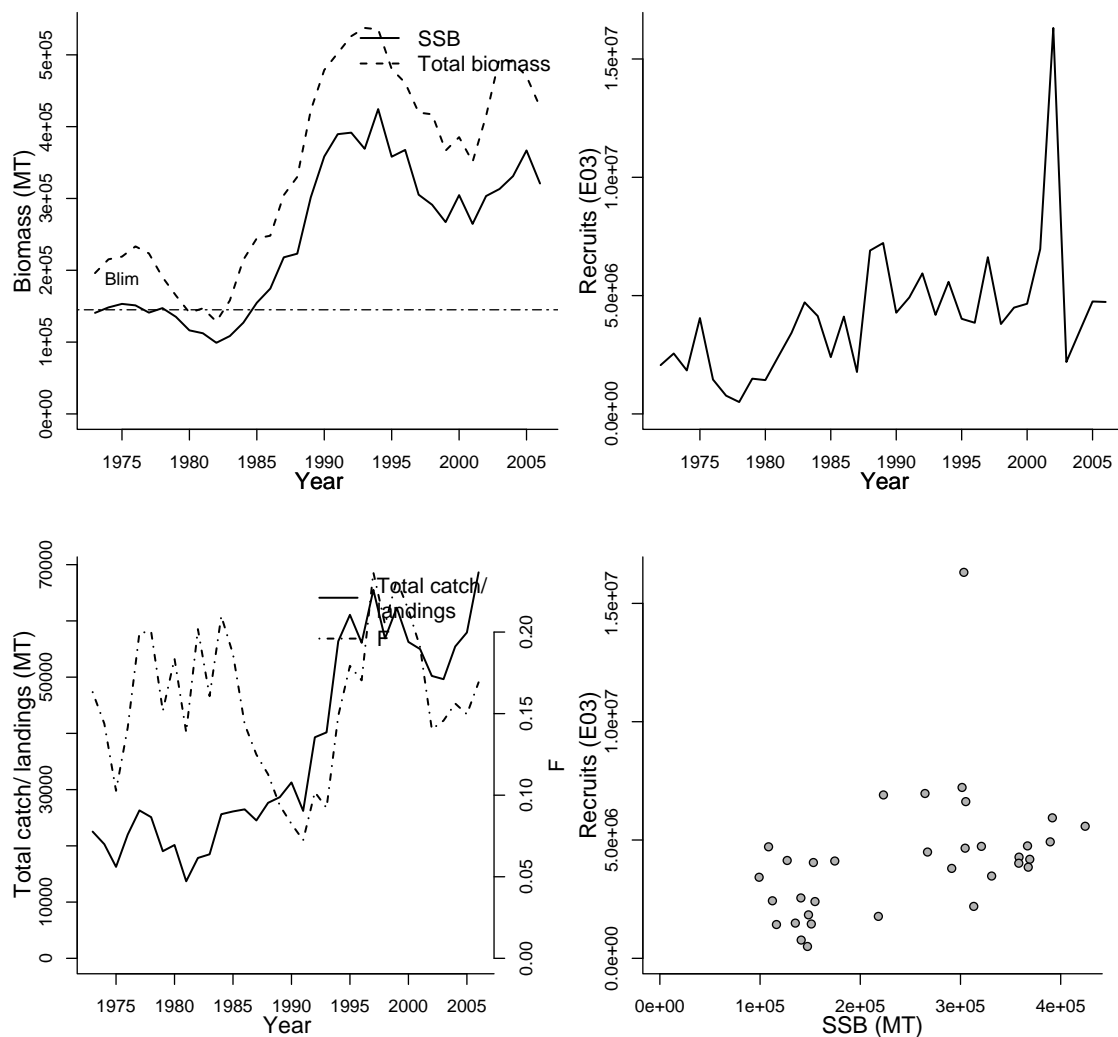 SSB
Total biomass
Biomass (MT)
0e+00 1e+05 2e+05 3e+05 4e+05 5e+05
Blim
1975 1980 1985 1990 1995 2000 2005
Year
Recruits (E03)
0.0e+00 5.0e+06 1.0e+07 1.5e+07
1975 1980 1985 1990 1995 2000 2005
Year
Total catch/
landings
F
Total catch/ landings (MT)
0 10000 30000 50000 70000
0.00 0.05 0.10 0.15 0.20
F
1975 1980 1985 1990 1995 2000 2005
Year
Recruits (E03)
0.0e+00 5.0e+06 1.0e+07 1.5e+07
0e+00 1e+05 2e+05 3e+05 4e+05
SSB (MT)